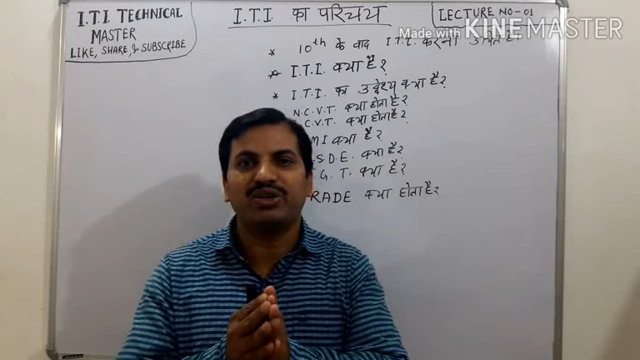 I.T.I. TECHNICAL
MASTER
LIKE, SHARE, & SUBSCRIBE
I.T.I. का परिचय
LECTURE NO-01
Made with KINEMASTER
* 10th के बाद I.T.I. करना
* I.T.I. क्या है?
* I.T.I. का उद्देश्य क्या है?
N.C.V.T. क्या होता है?
C.V.T. क्या होता है?
MI क्या है?
S.D.E. क्या है?
G.T. क्या है?
RADE क्या होता है?